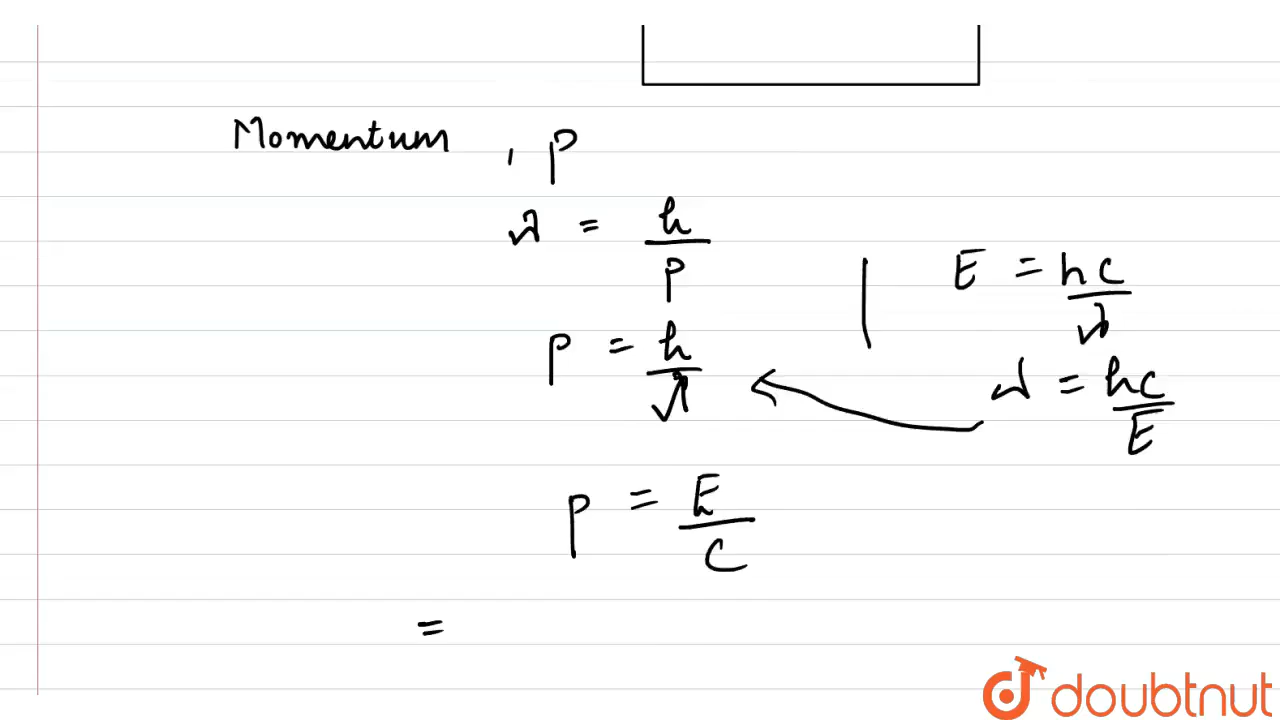 Momentum , p
λ = h/p
E = hc/λ
p = h/λ
λ = hc/E
p = E/c
=
doubtnut